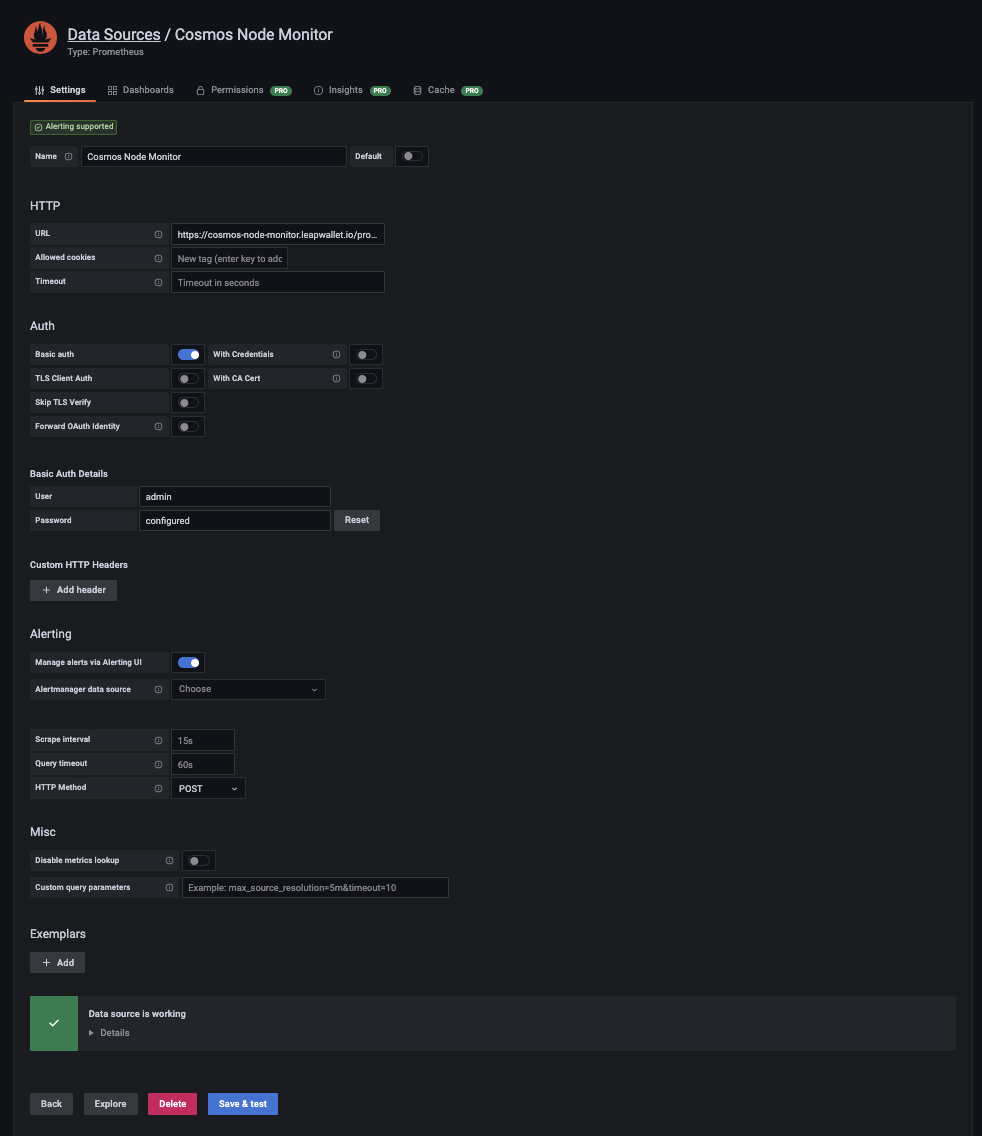 Data Sources / Cosmos Node Monitor
Type: Prometheus
Settings Dashboards Permissions PRO Insights PRO Cache PRO
Alerting supported
Name Cosmos Node Monitor Default
HTTP
URL https://cosmos-node-monitor.leapwallet.io/pro...
Allowed cookies New tag (enter key to add
Timeout Timeout in seconds
Auth
Basic auth With Credentials
TLS Client Auth With CA Cert
Skip TLS Verify
Forward OAuth Identity
Basic Auth Details
User admin
Password configured Reset
Custom HTTP Headers
+ Add header
Alerting
Manage alerts via Alerting UI
Alertmanager data source Choose
Scrape interval 15s
Query timeout 60s
HTTP Method POST
Misc
Disable metrics lookup
Custom query parameters Example: max_source_resolution=5m&timeout=10
Exemplars
+ Add
Data source is working
Details
Back Explore Delete Save & test